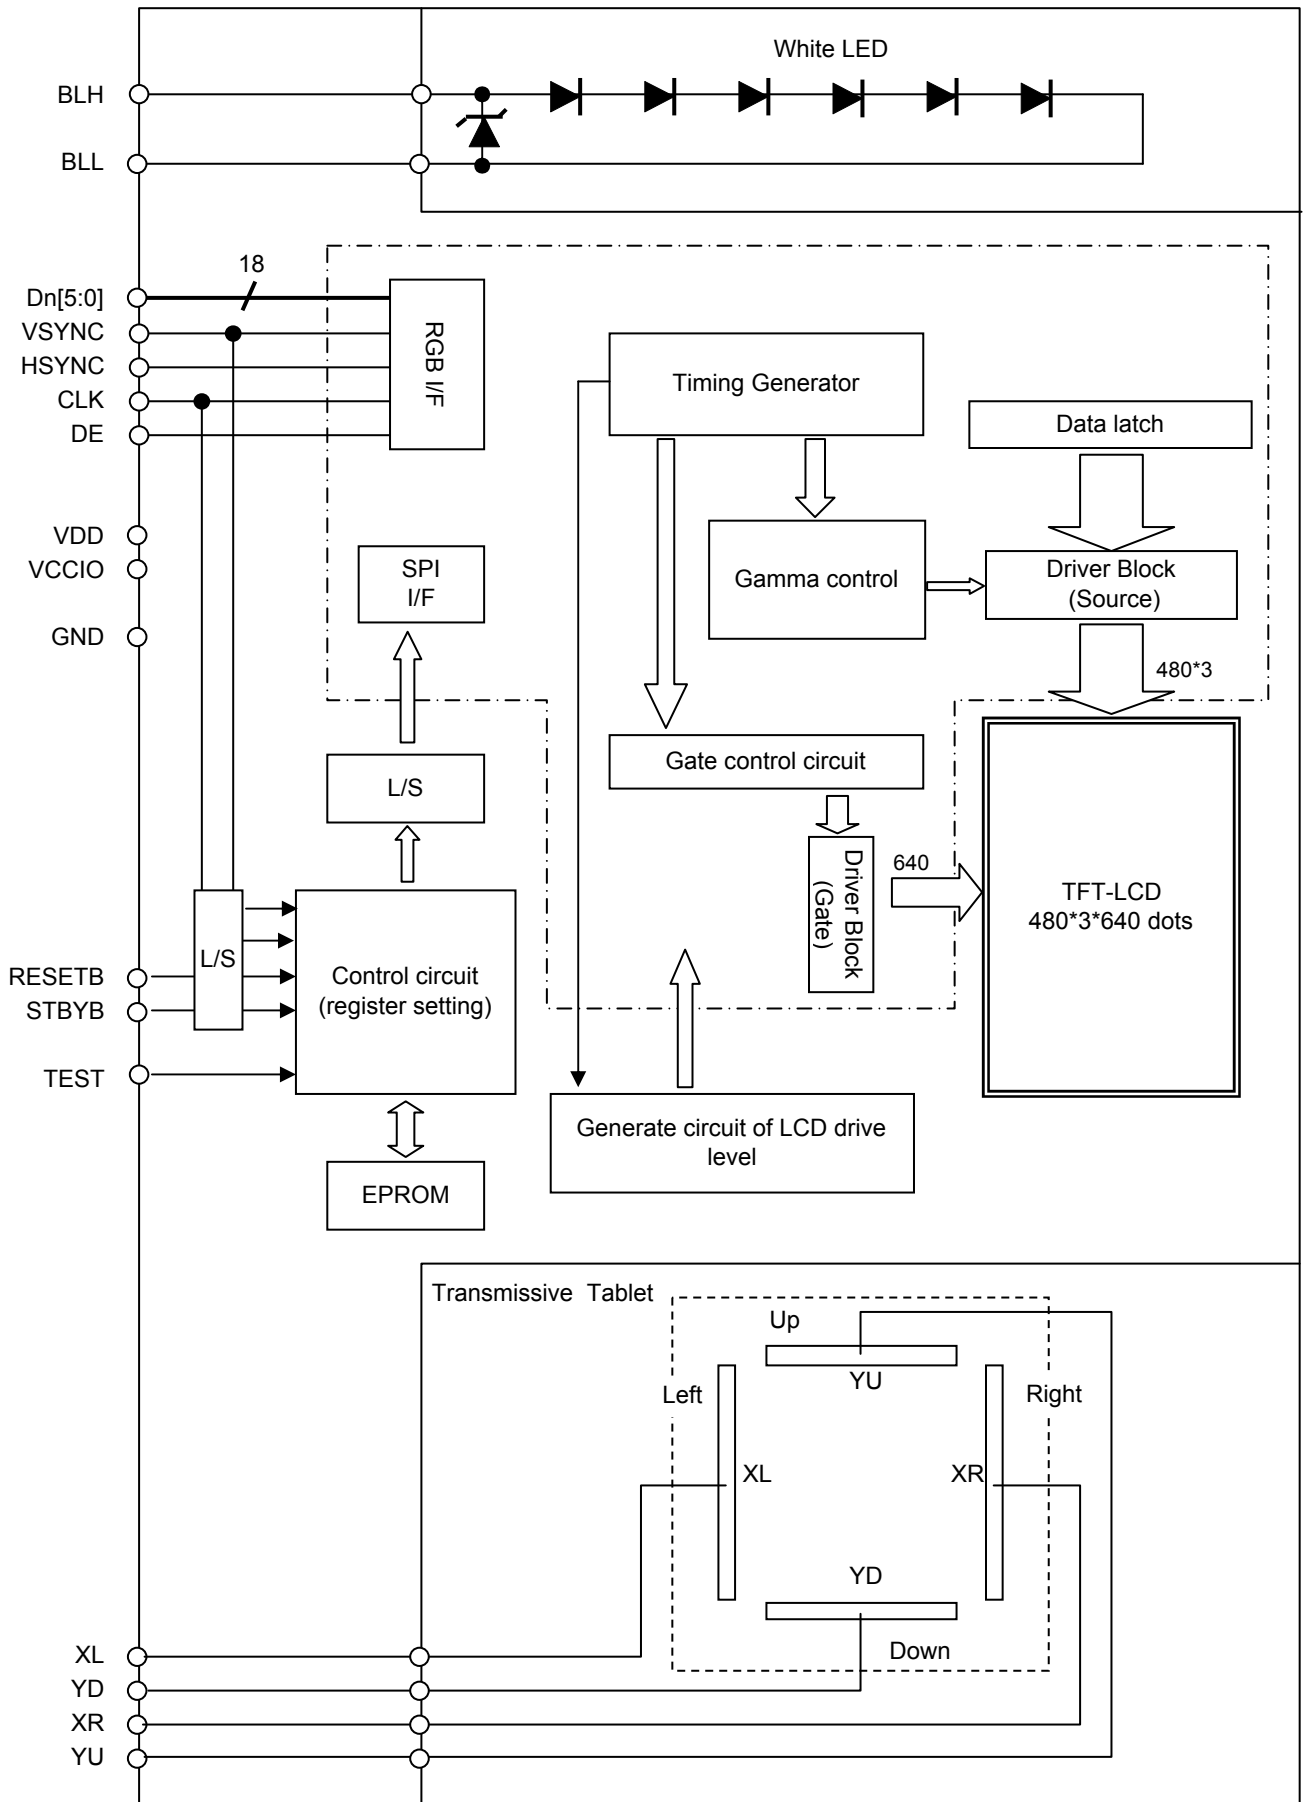 White LED
BLH
BLL
18
Dn[5:0]
VSYNC
HSYNC
CLK
DE
RGB I/F
Timing Generator
Data latch
VDD
VCCIO
GND
SPI
I/F
Gamma control
Driver Block
(Source)
480*3
Gate control circuit
L/S
Driver Block
(Gate)
640
TFT-LCD
480*3*640 dots
L/S
RESETB
STBYB
TEST
Control circuit
(register setting)
Generate circuit of LCD drive
level
EPROM
Transmissive Tablet
Up
YU
Left
Right
XL
XR
YD
Down
XL
YD
XR
YU